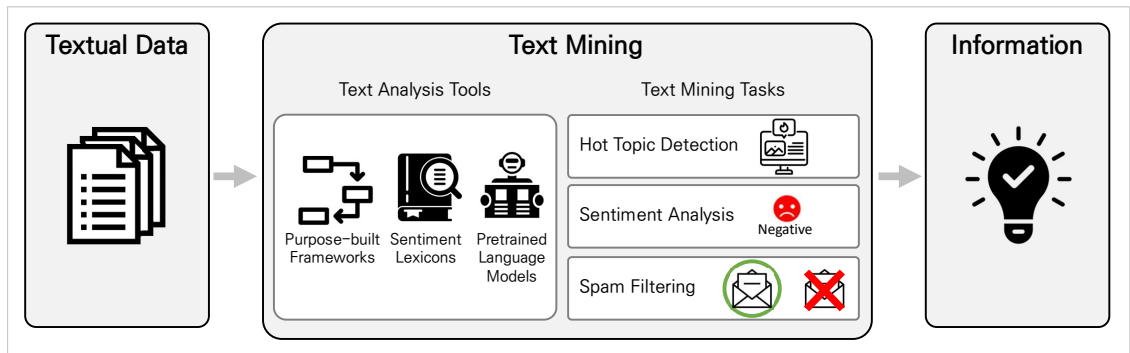 Textual Data
Text Mining
Information
Text Analysis Tools
Text Mining Tasks
Purpose-built
Frameworks
Sentiment
Lexicons
Pretrained
Language
Models
Hot Topic Detection
Sentiment Analysis
Negative
Spam Filtering